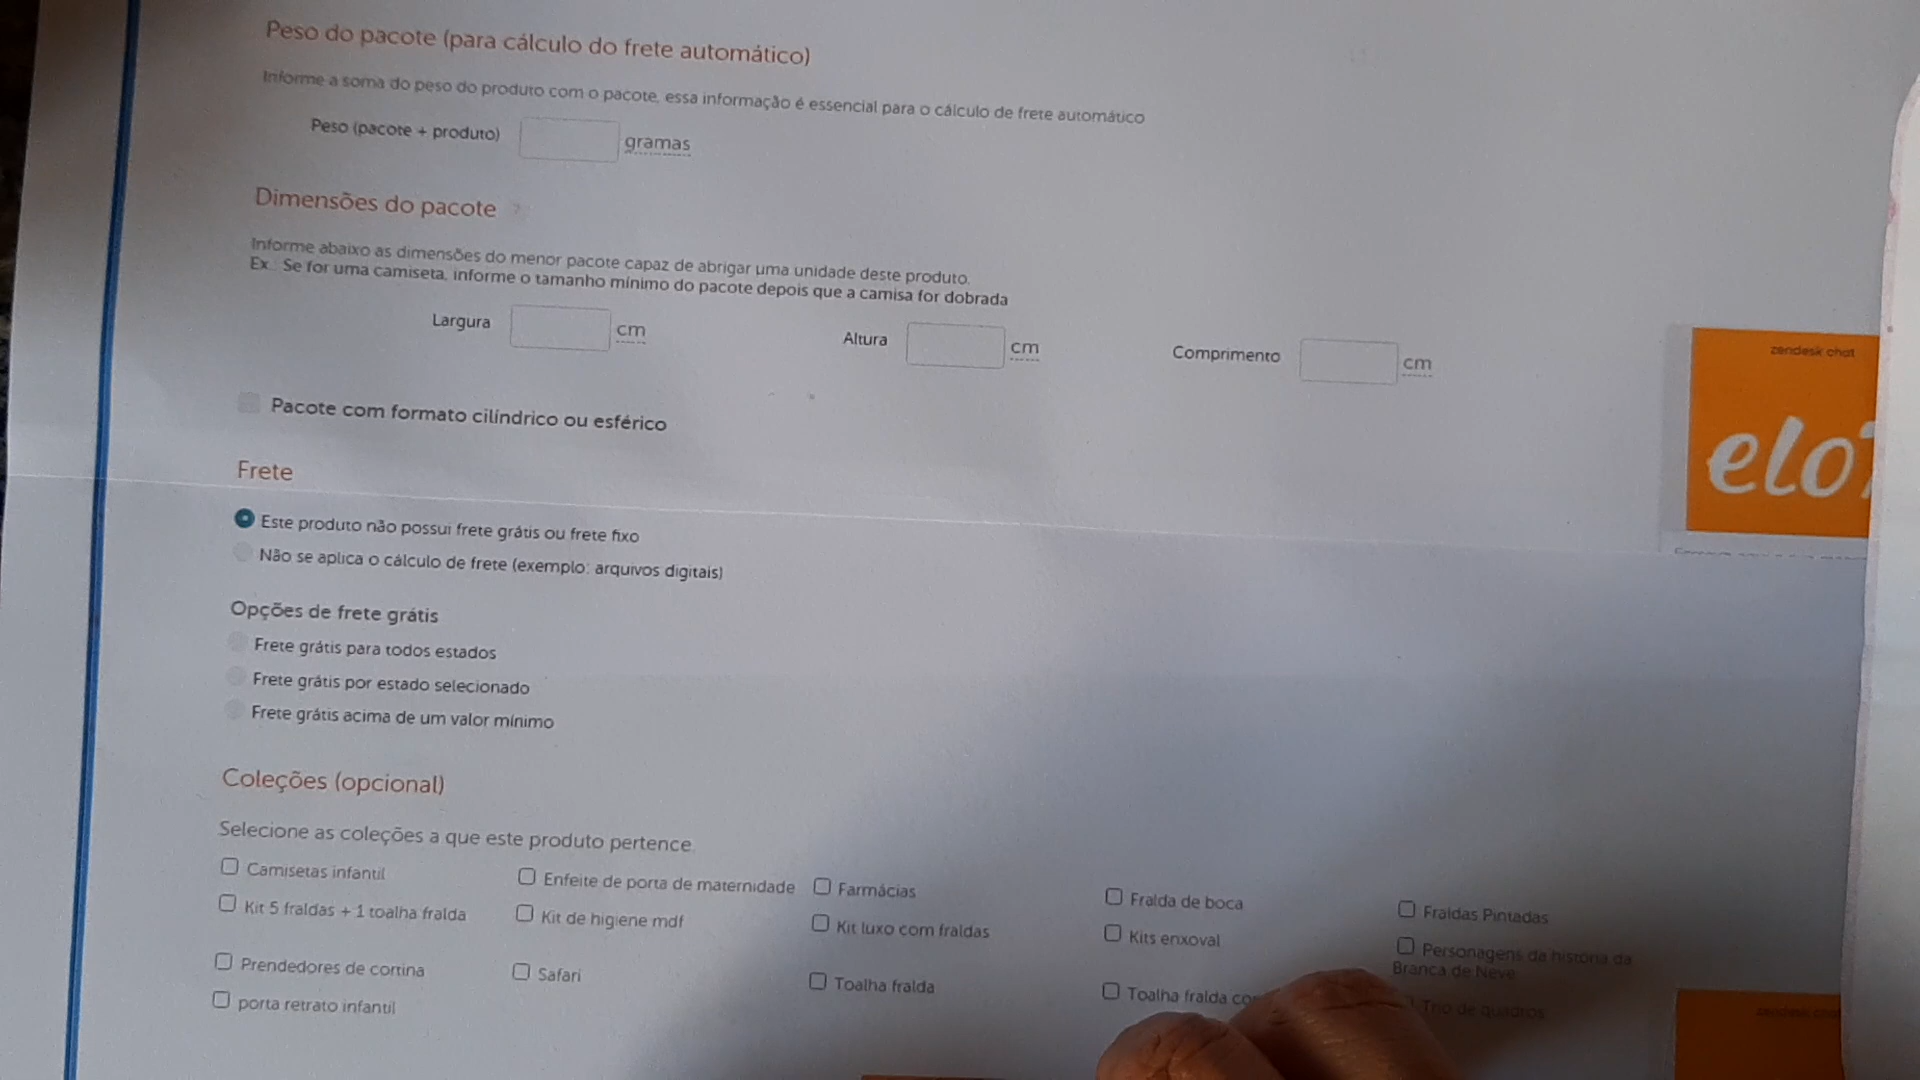 Peso do pacote (para cálculo do frete automático)
Informe a soma do peso do produto com o pacote, essa informação é essencial para o cálculo de frete automático
Peso (pacote + produto) gramas
Dimensões do pacote ?
Informe abaixo as dimensões do menor pacote capaz de abrigar uma unidade deste produto.
Ex.: Se for uma camiseta, informe o tamanho mínimo do pacote depois que a camisa for dobrada
Largura cm Altura cm Comprimento cm
zendesk chat
elo7
Pacote com formato cilíndrico ou esférico
Frete
Este produto não possui frete grátis ou frete fixo
Não se aplica o cálculo de frete (exemplo: arquivos digitais)
Opções de frete grátis
Frete grátis para todos estados
Frete grátis por estado selecionado
Frete grátis acima de um valor mínimo
Coleções (opcional)
Selecione as coleções a que este produto pertence.
Camisetas infantil Enfeite de porta de maternidade Farmácias Fralda de boca Fraldas Pintadas
Kit 5 fraldas + 1 toalha fralda Kit de higiene mdf Kit luxo com fraldas Kits enxoval Personagens da história da
Branca de Neve
Prendedores de cortina Safari Toalha fralda Toalha fralda Trio de quadros
porta retrato infantil
zendesk chat